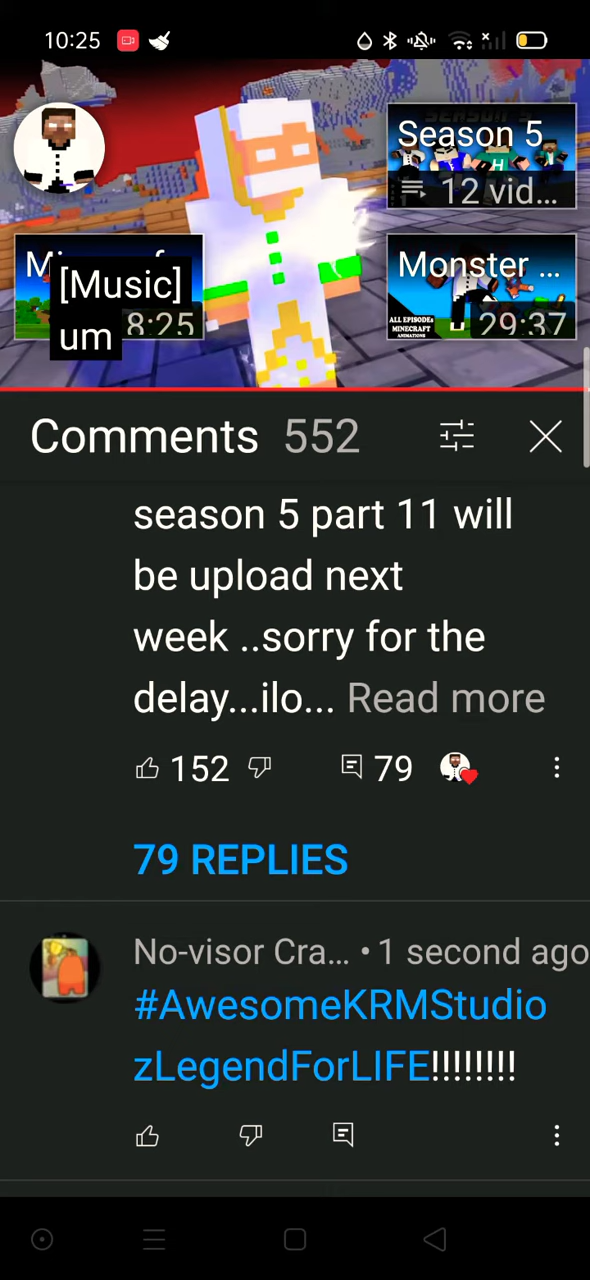 10:25
Season 5
12 vid...
[Music]
um
8:25
Monster ...
ALL EPISODEs
MINECRAFT
ANIMATIONS
29:37
Comments 552
season 5 part 11 will
be upload next
week ..sorry for the
delay...ilo... Read more
152
79
79 REPLIES
No-visor Cra... • 1 second ago
#AwesomeKRMStudio
zLegendForLIFE!!!!!!!!